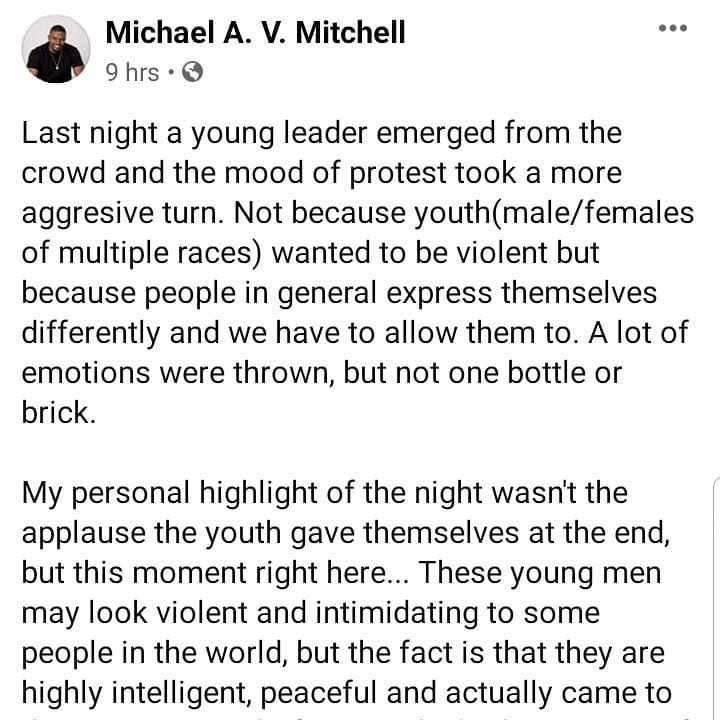 Michael A. V. Mitchell
9 hrs •
Last night a young leader emerged from the
crowd and the mood of protest took a more
aggresive turn. Not because youth(male/females
of multiple races) wanted to be violent but
because people in general express themselves
differently and we have to allow them to. A lot of
emotions were thrown, but not one bottle or
brick.
My personal highlight of the night wasn't the
applause the youth gave themselves at the end,
but this moment right here... These young men
may look violent and intimidating to some
people in the world, but the fact is that they are
highly intelligent, peaceful and actually came to